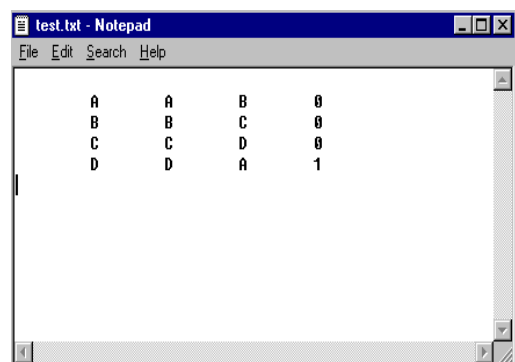 test.txt - Notepad
File Edit Search Help
A A B 0
B B C 0
C C D 0
D D A 1